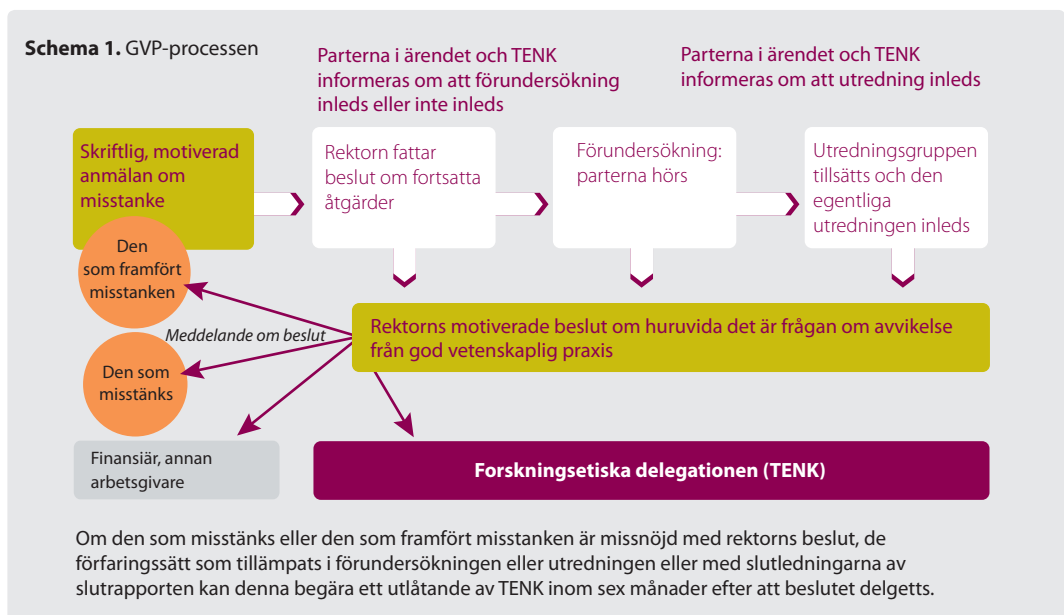 Schema 1. GVP-processen
Parterna i ärendet och TENK
informeras om att förundersökning
inleds eller inte inleds
Parterna i ärendet och TENK
informeras om att utredning inleds
Skriftlig, motiverad
anmälan om
misstanke
Rektorn fattar
beslut om fortsatta
åtgärder
Förundersökning:
parterna hörs
Utredningsgruppen
tillsätts och den
egentliga
utredningen inleds
Den
som framfört
misstanken
Meddelande om beslut
Den som
misstänks
Rektorns motiverade beslut om huruvida det är frågan om avvikelse
från god vetenskaplig praxis
Finansiär, annan
arbetsgivare
Forskningsetiska delegationen (TENK)
Om den som misstänks eller den som framfört misstanken är missnöjd med rektorns beslut, de
förfaringssätt som tillämpats i förundersökningen eller utredningen eller med slutledningarna av
slutrapporten kan denna begära ett utlåtande av TENK inom sex månader efter att beslutet delgetts.